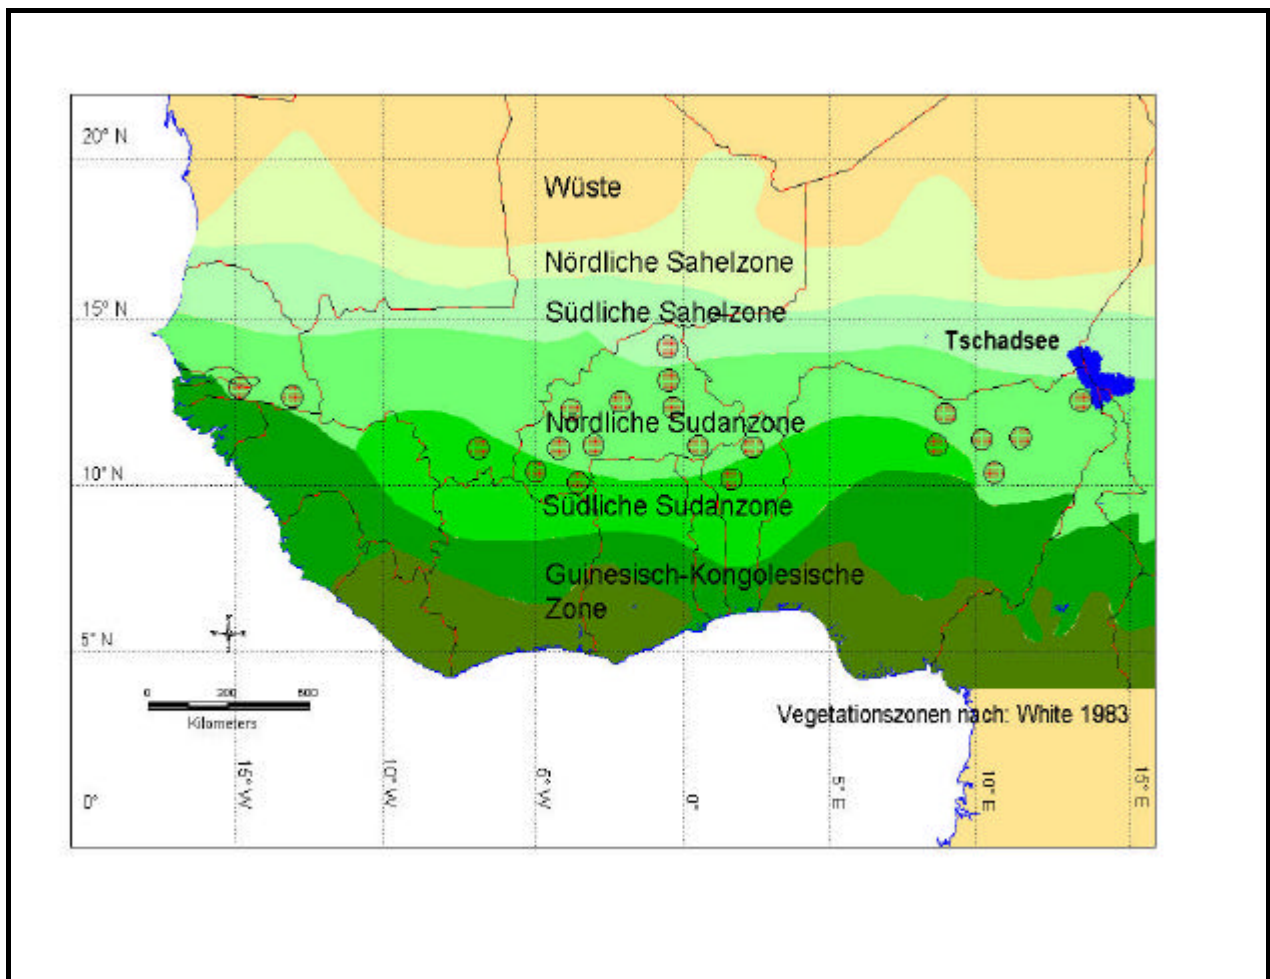 20° N
Wüste
Nördliche Sahelzone
15° N
Südliche Sahelzone
Tschadsee
Nördliche Sudanzone
10° N
Südliche Sudanzone
Guinesisch-Kongolesische
Zone
5° N
0 200 500
Kilometers
Vegetationszonen nach: White 1983
0° 15° W 10° W 5° W 0° 5° E 10° E 15° E